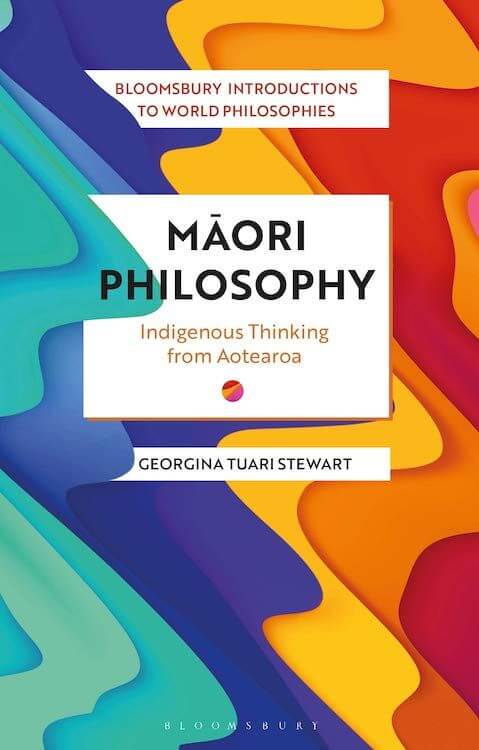 BLOOMSBURY INTRODUCTIONS
TO WORLD PHILOSOPHIES
MĀORI
PHILOSOPHY
Indigenous Thinking
from Aotearoa
GEORGINA TUARI STEWART
BLOOMSBURY